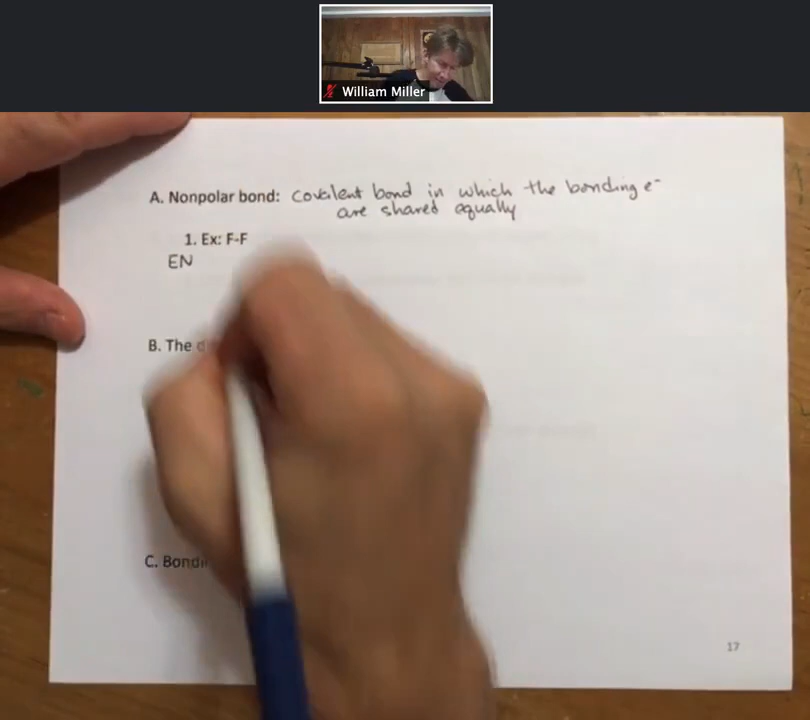 William Miller
A. Nonpolar bond: covalent bond in which the bonding e⁻
are shared equally
1. Ex: F-F
EN
B. The
C. Bondi
17